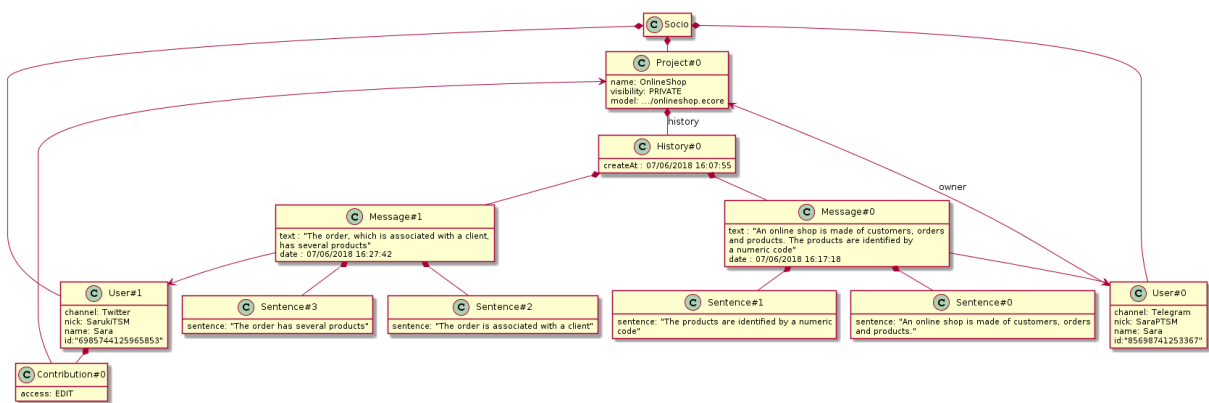 C Socio
C Project#0
name: OnlineShop
visibility: PRIVATE
model: .../onlineshop.ecore
history
C History#0
createAt : 07/06/2018 16:07:55
owner
C Message#1
text : "The order, which is associated with a client,
has several products"
date : 07/06/2018 16:27:42
C Message#0
text : "An online shop is made of customers, orders
and products. The products are identified by
a numeric code"
date : 07/06/2018 16:17:18
C User#1
channel: Twitter
nick: SarukiTSM
name: Sara
id:"6985744125965853"
C Sentence#3
sentence: "The order has several products"
C Sentence#2
sentence: "The order is associated with a client"
C Sentence#1
sentence: "The products are identified by a numeric
code"
C Sentence#0
sentence: "An online shop is made of customers, orders
and products."
C User#0
channel: Telegram
nick: SaraPTSM
name: Sara
id:"85698741253367"
C Contribution#0
access: EDIT